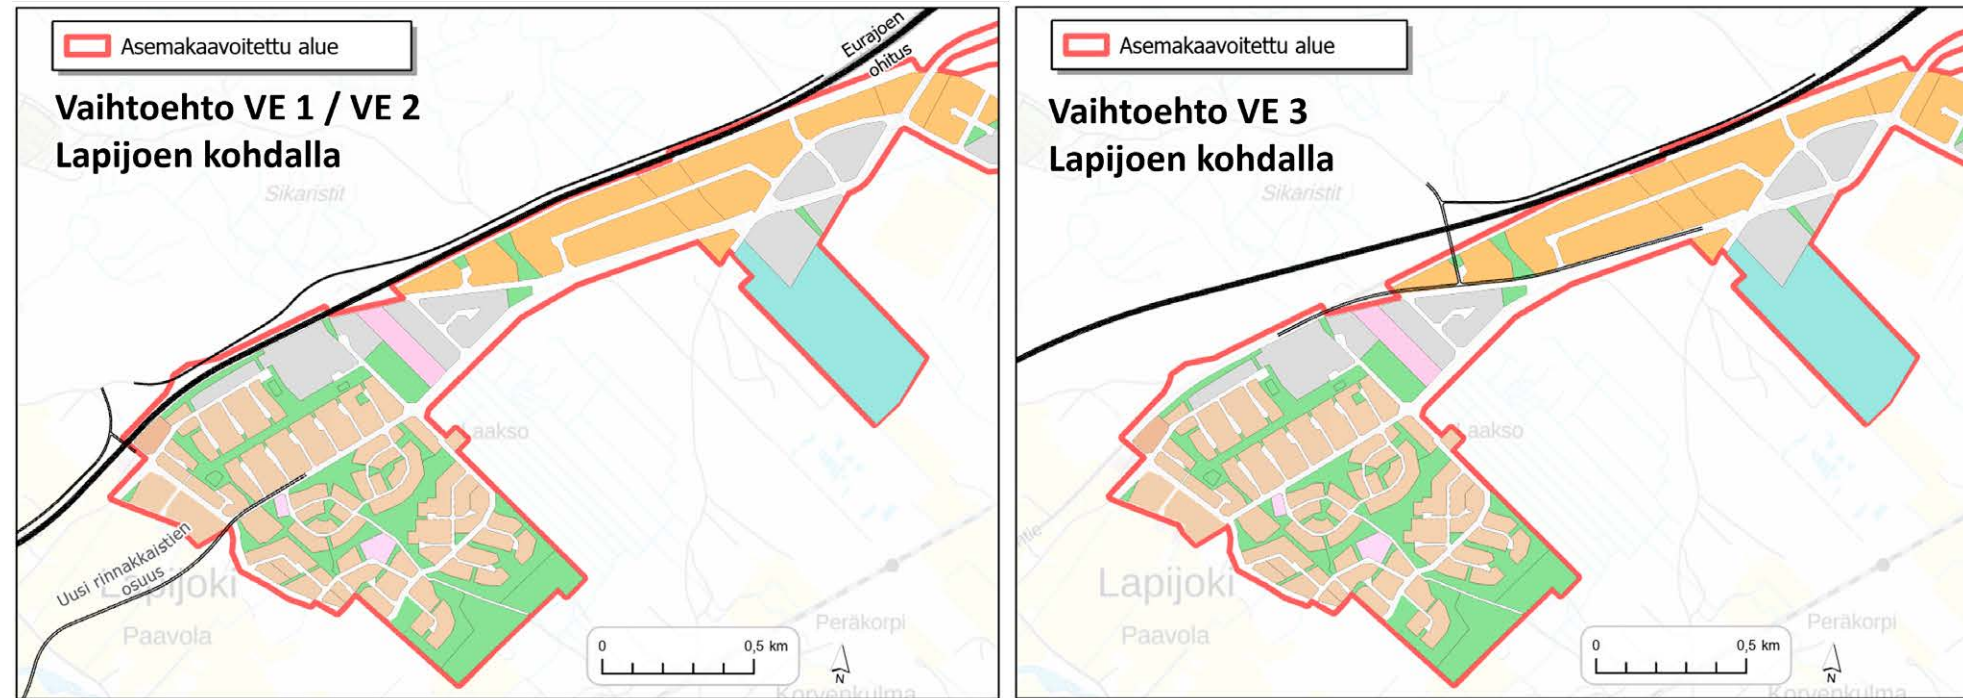 Asemakaavoitettu alue
Vaihtoehto VE 1 / VE 2
Lapijoen kohdalla
Eurajoen
ohitus
Sikaristit
Laakso
Uusi rinnakkaistien
osuus
Lapijoki
Paavola
Peräkorpi
Korvenkulma
0
0,5 km
N
Asemakaavoitettu alue
Vaihtoehto VE 3
Lapijoen kohdalla
Sikaristit
Laakso
Lapijoki
Paavola
Peräkorpi
Korvenkulma
0
0,5 km
N